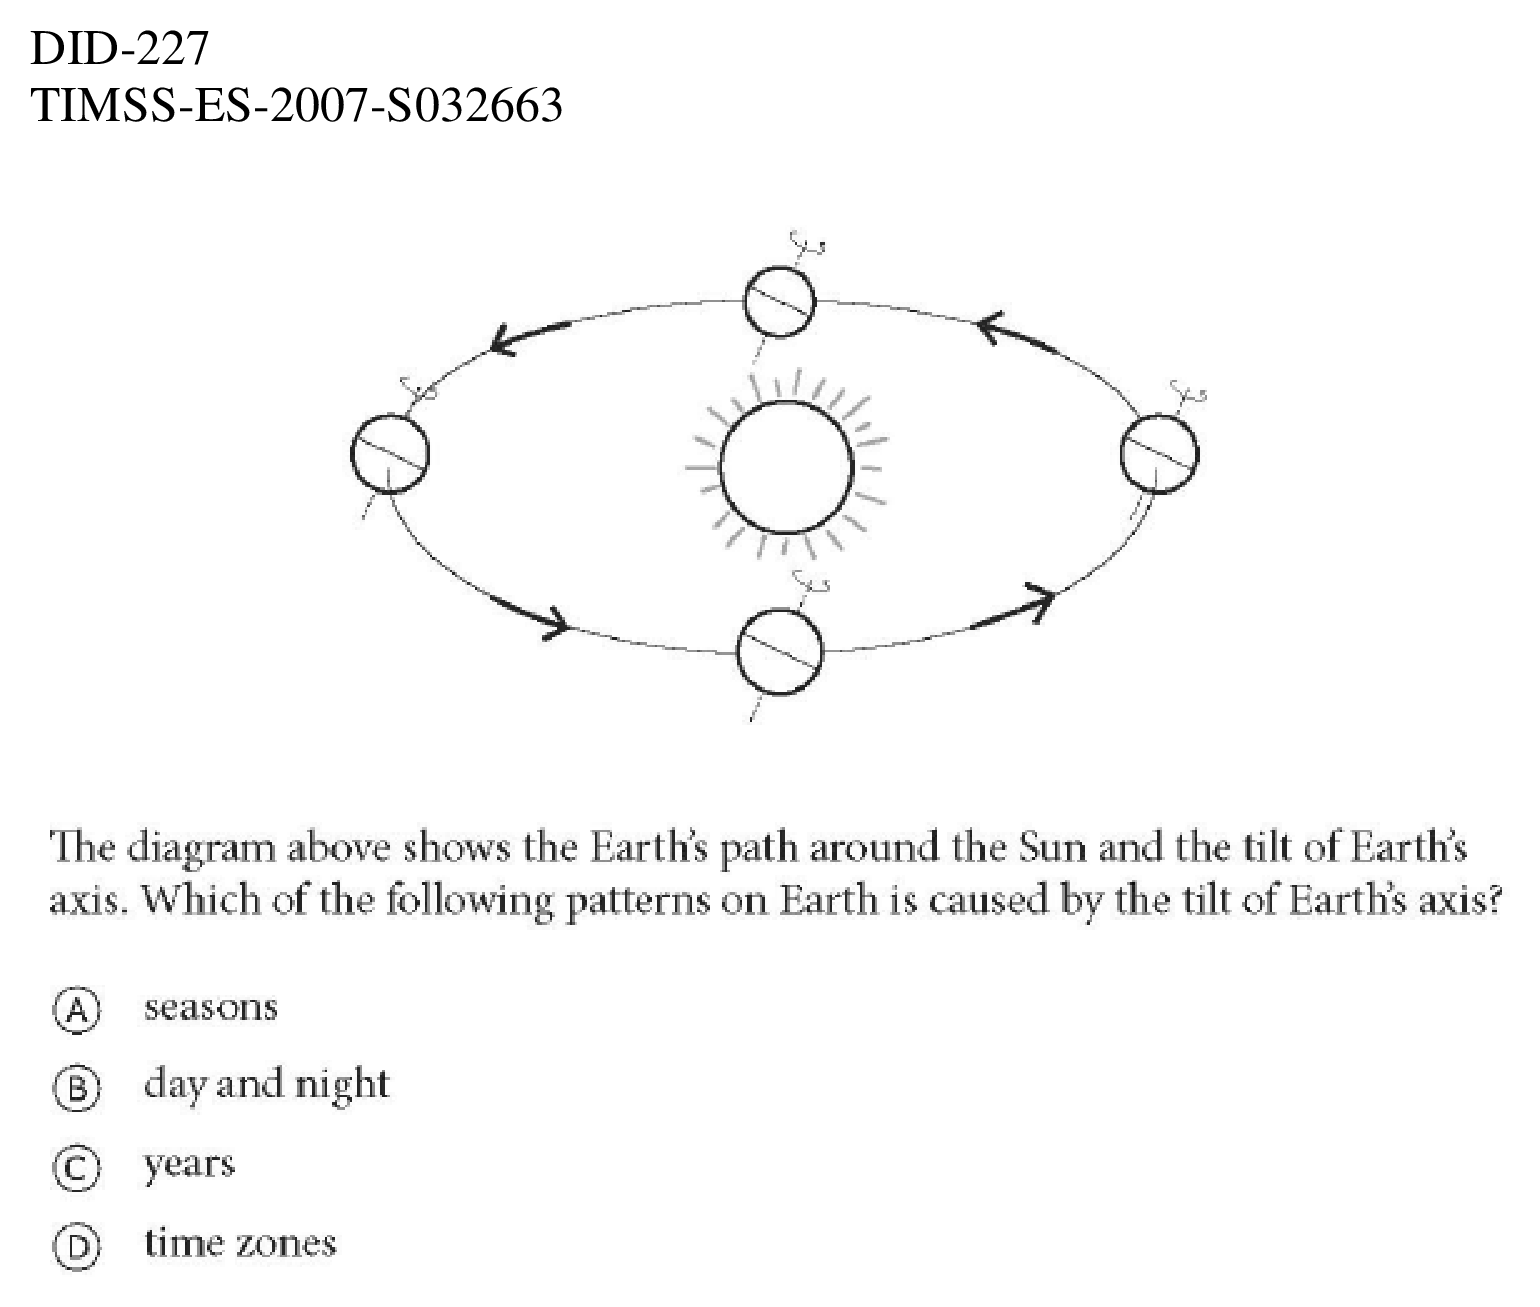 DID-227
TIMSS-ES-2007-S032663
The diagram above shows the Earth's path around the Sun and the tilt of Earth's
axis. Which of the following patterns on Earth is caused by the tilt of Earth's axis?
A seasons
B day and night
C years
D time zones